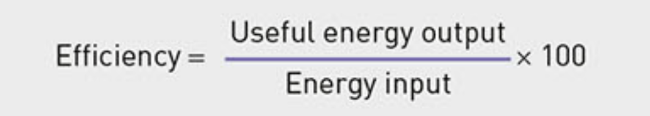 Useful energy output
Efficiency = × 100
Energy input